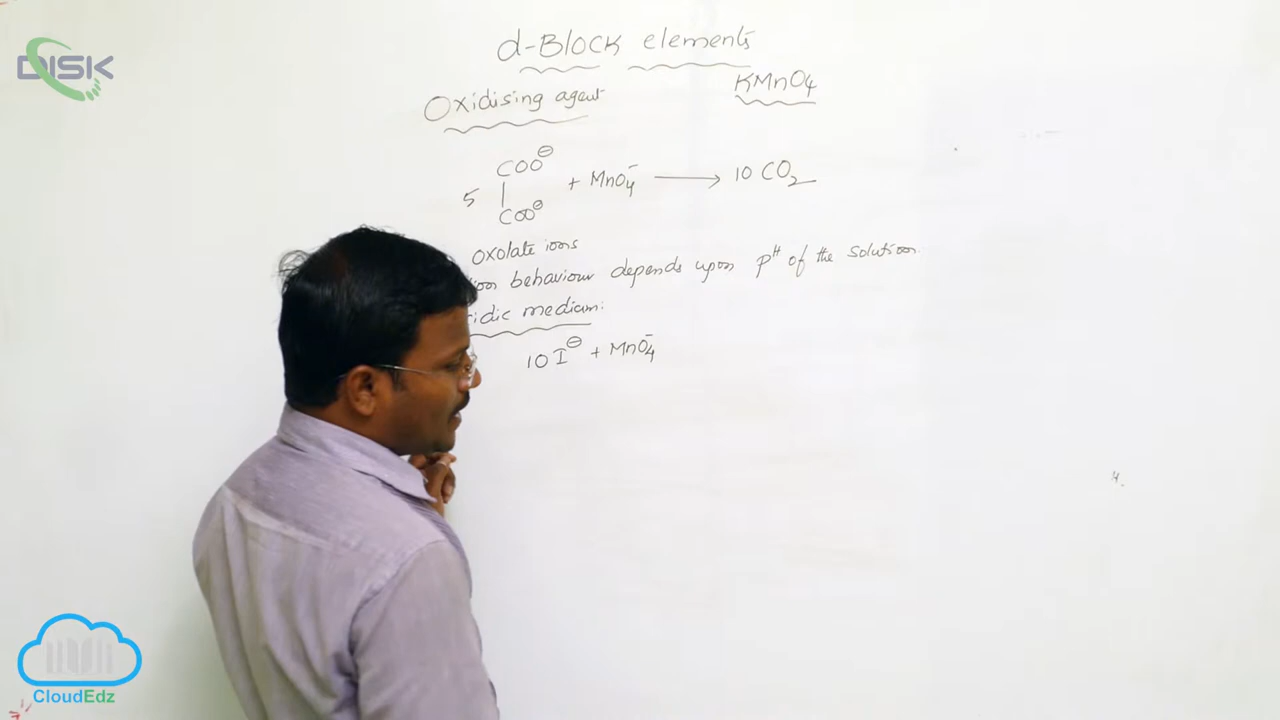 DISK
d-Block elements
KMnO4
Oxidising agent
5 COO⊖ + MnO4⁻ ⟶ 10 CO2
|
COO⊖
oxolate ions
behaviour depends upon pH of the solution.
medium:
10 I⊖ + MnO4⁻
CloudEdz